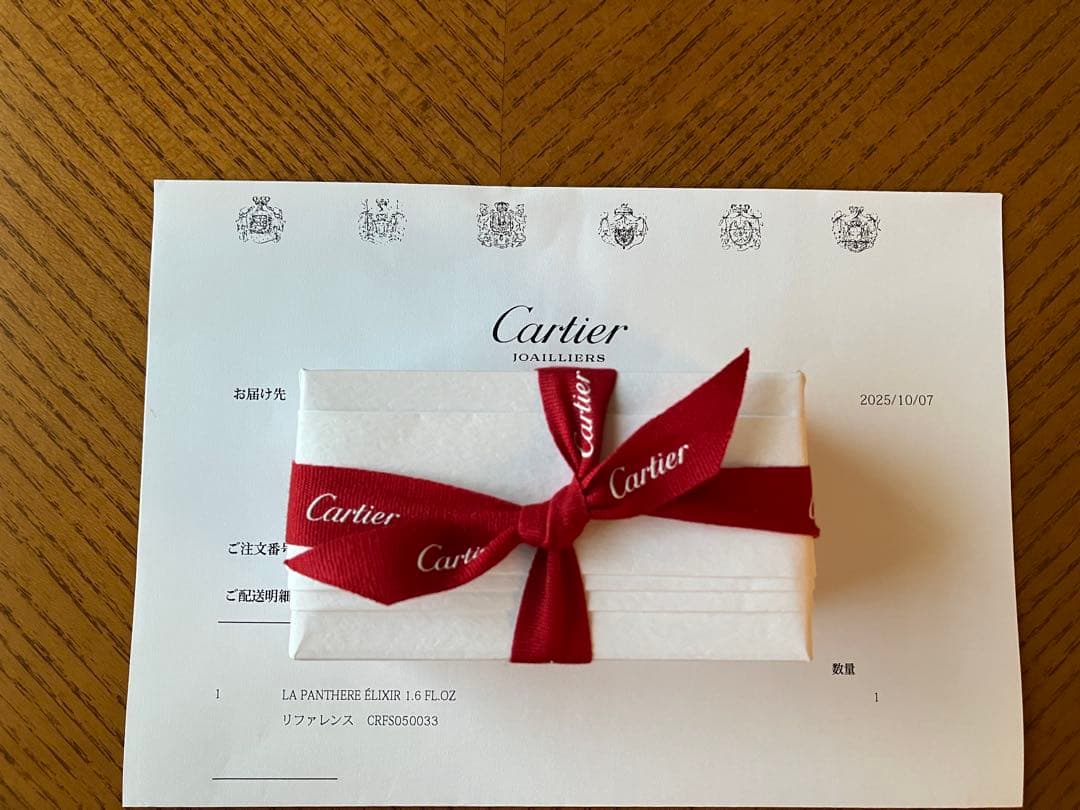 Cartier
JOAILLIERS
お届け先
2025/10/07
Cartier
Cartier
Cartier
ご注文番
ご配送明細
数量
1 LA PANTHERE ÉLIXIR 1.6 FL.OZ 1
リファレンス CRFS050033